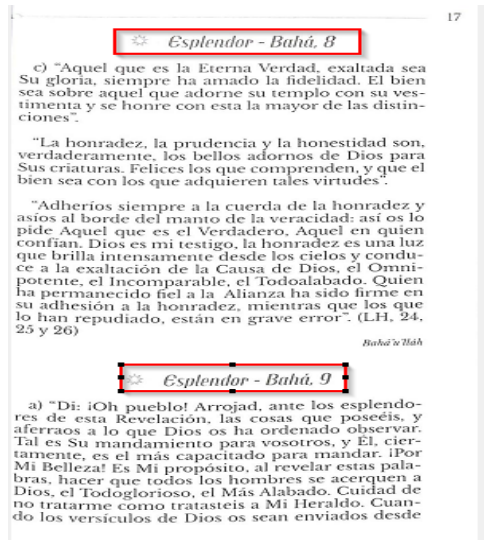 17
Esplendor - Bahá, 8
c) "Aquel que es la Eterna Verdad, exaltada sea
Su gloria, siempre ha amado la fidelidad. El bien
sea sobre aquel que adorne su templo con su ves-
timenta y se honre con esta la mayor de las distin-
ciones".
"La honradez, la prudencia y la honestidad son,
verdaderamente, los bellos adornos de Dios para
Sus criaturas. Felices los que comprenden, y que el
bien sea con los que adquieren tales virtudes".
"Adheríos siempre a la cuerda de la honradez y
asíos al borde del manto de la veracidad: así os lo
pide Aquel que es el Verdadero, Aquel en quien
confían. Dios es mi testigo, la honradez es una luz
que brilla intensamente desde los cielos y condu-
ce a la exaltación de la Causa de Dios, el Omni-
potente, el Incomparable, el Todoalabado. Quien
ha permanecido fiel a la Alianza ha sido firme en
su adhesión a la honradez, mientras que los que
lo han repudiado, están en grave error". (LH, 24,
25 y 26)
Bahá'u'lláh
Esplendor - Bahá, 9
a) "Di: ¡Oh pueblo! Arrojad, ante los esplendo-
res de esta Revelación, las cosas que poseéis, y
aferraos a lo que Dios os ha ordenado observar.
Tal es Su mandamiento para vosotros, y Él, cier-
tamente, es el más capacitado para mandar. ¡Por
Mi Belleza! Es Mi propósito, al revelar estas pala-
bras, hacer que todos los hombres se acerquen a
Dios, el Todoglorioso, el Más Alabado. Cuidad de
no tratarme como tratasteis a Mi Heraldo. Cuan-
do los versículos de Dios os sean enviados desde